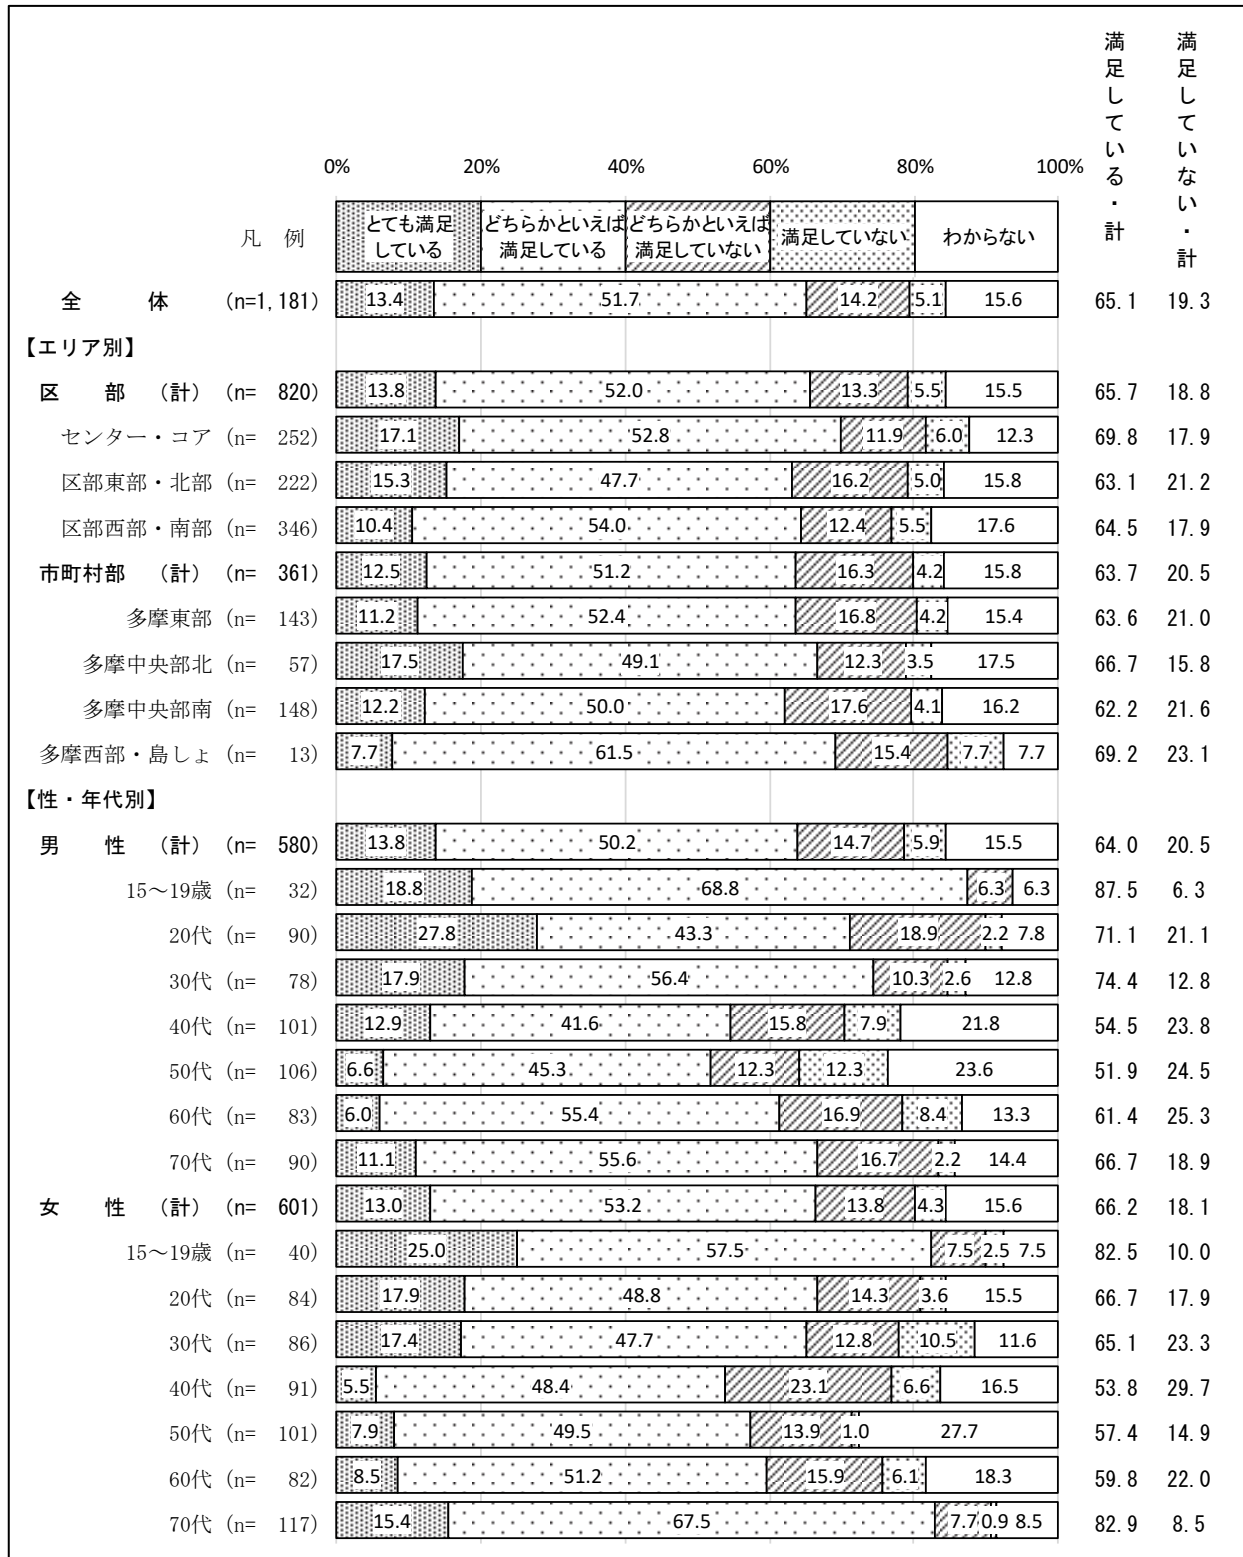 満足している・計 満足していない・計
0% 20% 40% 60% 80% 100%
凡 例 とても満足している どちらかといえば満足している どちらかといえば満足していない 満足していない わからない
全 体 (n=1,181) 13.4 51.7 14.2 5.1 15.6 65.1 19.3
【エリア別】
区 部 (計) (n= 820) 13.8 52.0 13.3 5.5 15.5 65.7 18.8
センター・コア (n= 252) 17.1 52.8 11.9 6.0 12.3 69.8 17.9
区部東部・北部 (n= 222) 15.3 47.7 16.2 5.0 15.8 63.1 21.2
区部西部・南部 (n= 346) 10.4 54.0 12.4 5.5 17.6 64.5 17.9
市町村部 (計) (n= 361) 12.5 51.2 16.3 4.2 15.8 63.7 20.5
多摩東部 (n= 143) 11.2 52.4 16.8 4.2 15.4 63.6 21.0
多摩中央部北 (n= 57) 17.5 49.1 12.3 3.5 17.5 66.7 15.8
多摩中央部南 (n= 148) 12.2 50.0 17.6 4.1 16.2 62.2 21.6
多摩西部・島しょ (n= 13) 7.7 61.5 15.4 7.7 7.7 69.2 23.1
【性・年代別】
男 性 (計) (n= 580) 13.8 50.2 14.7 5.9 15.5 64.0 20.5
15～19歳 (n= 32) 18.8 68.8 6.3 6.3 87.5 6.3
20代 (n= 90) 27.8 43.3 18.9 2.2 7.8 71.1 21.1
30代 (n= 78) 17.9 56.4 10.3 2.6 12.8 74.4 12.8
40代 (n= 101) 12.9 41.6 15.8 7.9 21.8 54.5 23.8
50代 (n= 106) 6.6 45.3 12.3 12.3 23.6 51.9 24.5
60代 (n= 83) 6.0 55.4 16.9 8.4 13.3 61.4 25.3
70代 (n= 90) 11.1 55.6 16.7 2.2 14.4 66.7 18.9
女 性 (計) (n= 601) 13.0 53.2 13.8 4.3 15.6 66.2 18.1
15～19歳 (n= 40) 25.0 57.5 7.5 2.5 7.5 82.5 10.0
20代 (n= 84) 17.9 48.8 14.3 3.6 15.5 66.7 17.9
30代 (n= 86) 17.4 47.7 12.8 10.5 11.6 65.1 23.3
40代 (n= 91) 5.5 48.4 23.1 6.6 16.5 53.8 29.7
50代 (n= 101) 7.9 49.5 13.9 1.0 27.7 57.4 14.9
60代 (n= 82) 8.5 51.2 15.9 6.1 18.3 59.8 22.0
70代 (n= 117) 15.4 67.5 7.7 0.9 8.5 82.9 8.5